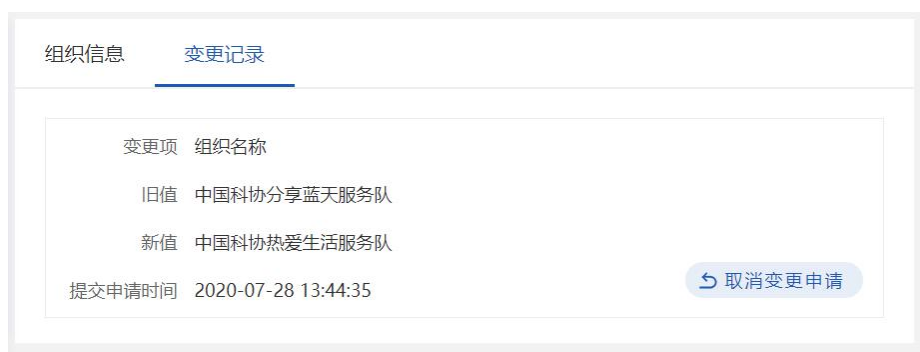 组织信息 变更记录
变更项 组织名称
旧值 中国科协分享蓝天服务队
新值 中国科协热爱生活服务队
提交申请时间 2020-07-28 13:44:35
取消变更申请